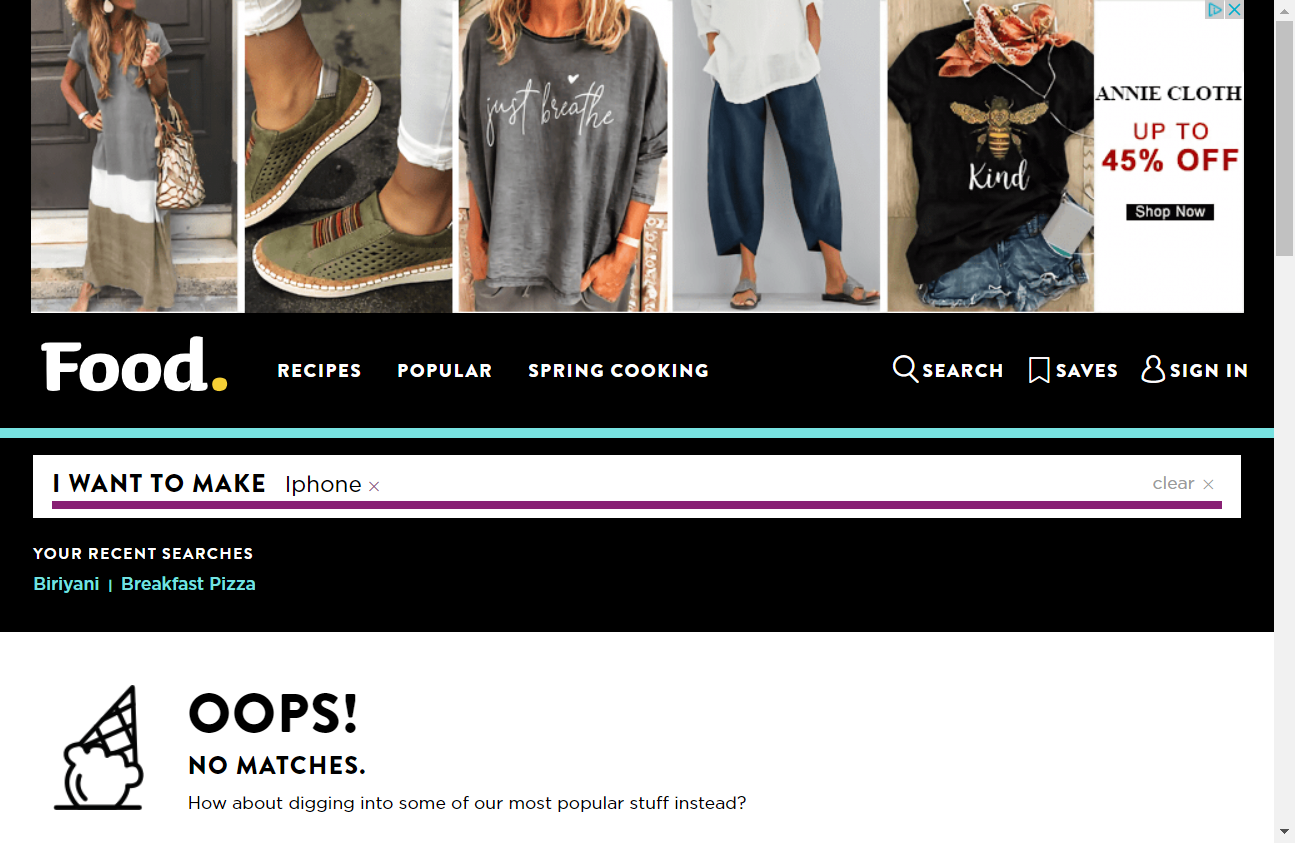 just breathe
Kind
ANNIE CLOTH
UP TO
45% OFF
Shop Now
Food.
RECIPES
POPULAR
SPRING COOKING
SEARCH
SAVES
SIGN IN
I WANT TO MAKE Iphone ×
clear ×
YOUR RECENT SEARCHES
Biriyani | Breakfast Pizza
OOPS!
NO MATCHES.
How about digging into some of our most popular stuff instead?